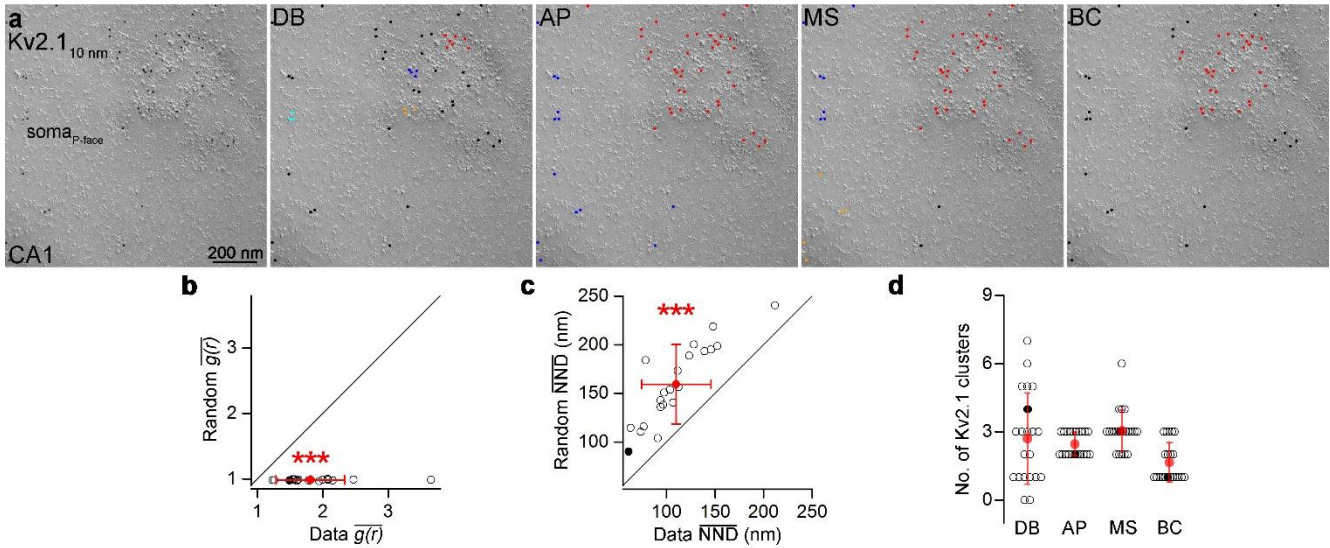 a
Kv2.1 10 nm
DB
AP
MS
BC
soma P-face
CA1
200 nm
b
Random g(r)
3
2
1
***
1
2
3
Data g(r)
c
Random NND (nm)
250
200
150
100
***
100
150
200
250
Data NND (nm)
d
No. of Kv2.1 clusters
9
6
3
0
DB
AP
MS
BC